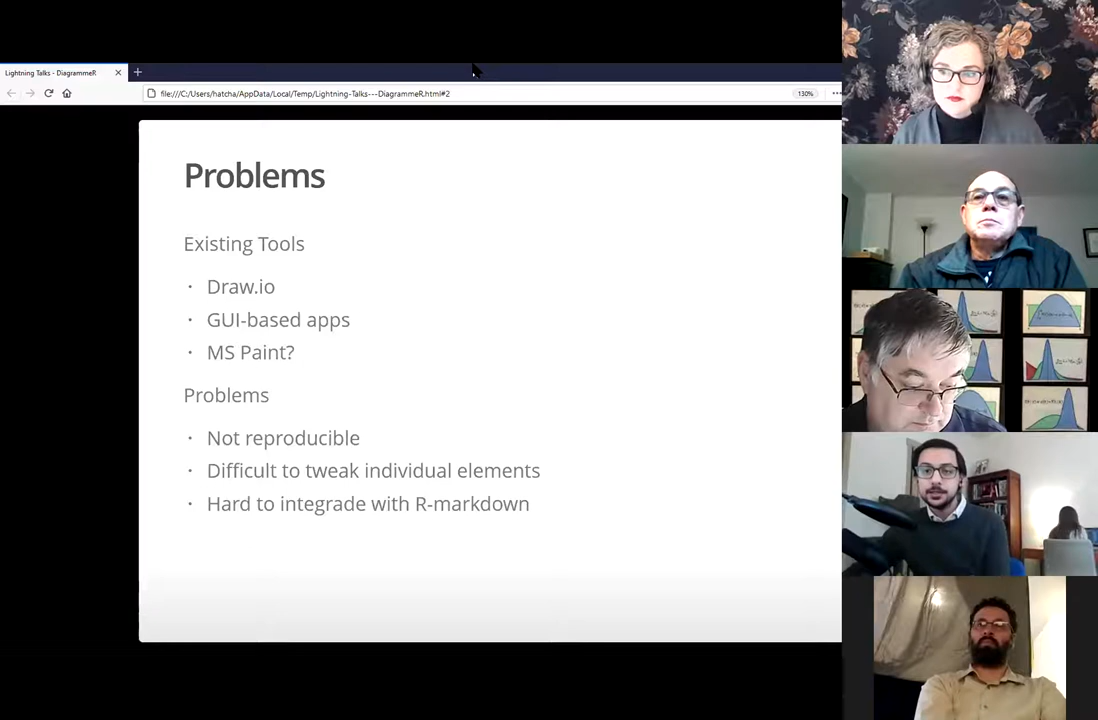 Lightning Talks - DiagrammeR
file:///C:/Users/hatcha/AppData/Local/Temp/Lightning-Talks---DiagrammeR.html#2
130%
Problems
Existing Tools
· Draw.io
· GUI-based apps
· MS Paint?
Problems
· Not reproducible
· Difficult to tweak individual elements
· Hard to integrade with R-markdown